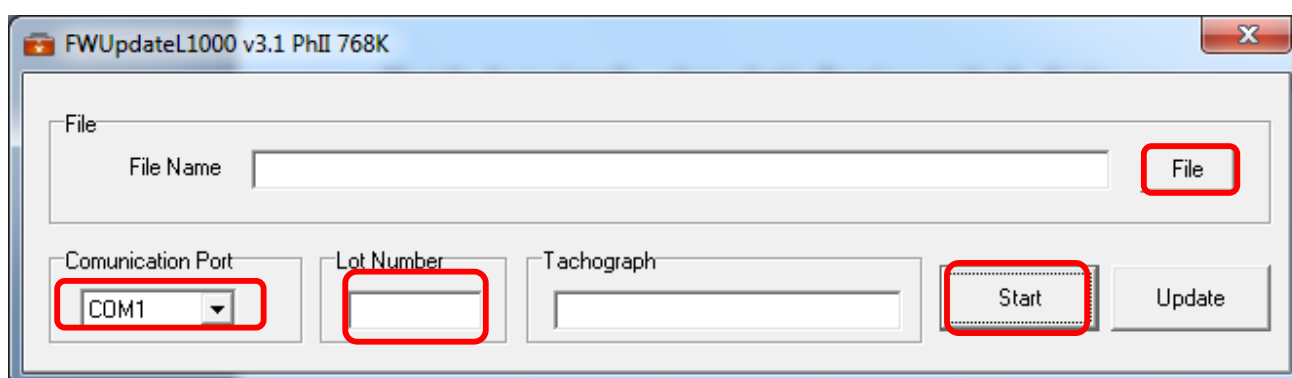 FWUpdateL1000 v3.1 PhII 768K
File
File Name
File
Comunication Port
Lot Number
Tachograph
COM1
Start
Update